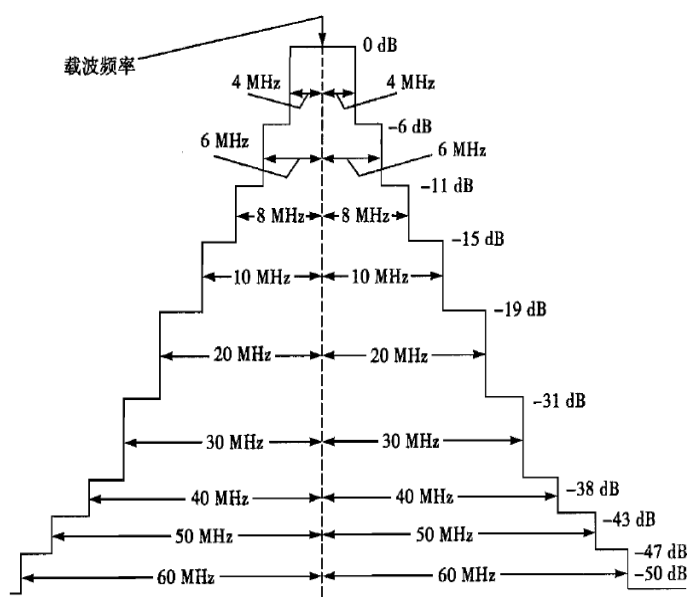 0 dB
载波频率
4 MHz 4 MHz
-6 dB
6 MHz 6 MHz
-11 dB
8 MHz 8 MHz
-15 dB
10 MHz 10 MHz
-19 dB
20 MHz 20 MHz
-31 dB
30 MHz 30 MHz
-38 dB
40 MHz 40 MHz
-43 dB
50 MHz 50 MHz
-47 dB
60 MHz 60 MHz
-50 dB